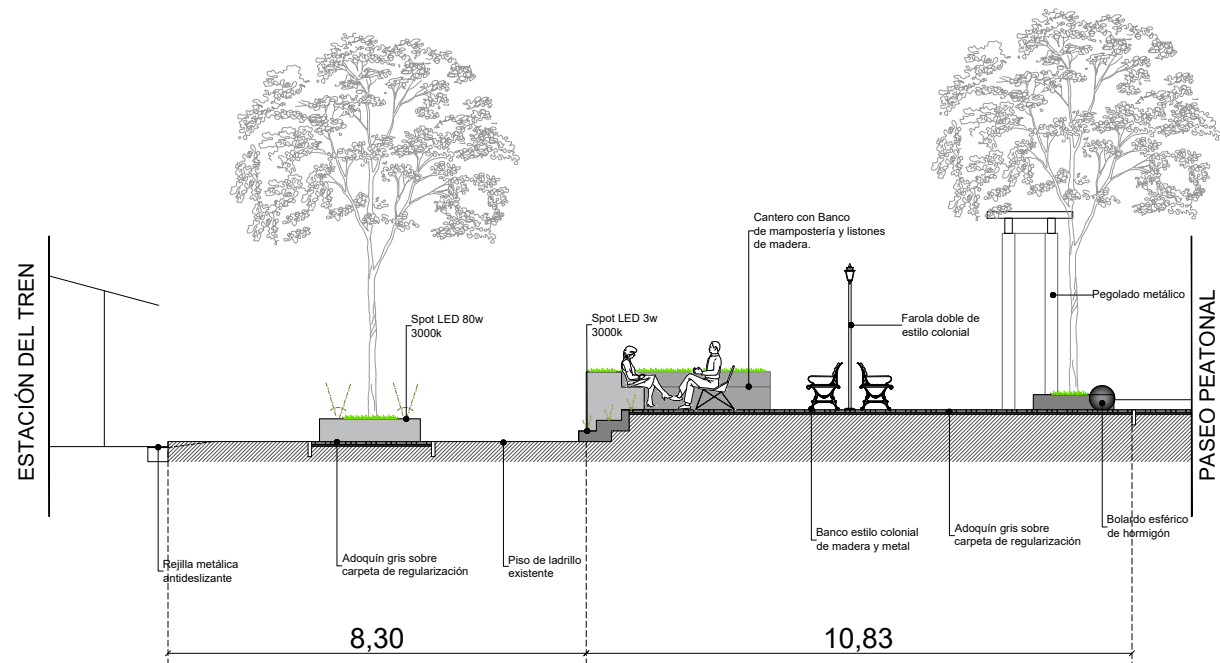 Cantero con Banco
de mampostería y listones
de madera.
ESTACIÓN DEL TREN
PASEO PEATONAL
Pegolado metálico
Spot LED 80w
3000k
Spot LED 3w
3000k
Farola doble de
estilo colonial
Rejilla metálica
antideslizante
Adoquín gris sobre
carpeta de regularización
Piso de ladrillo
existente
Banco estilo colonial
de madera y metal
Adoquín gris sobre
carpeta de regularización
Bolardo esférico
de hormigón
8,30
10,83